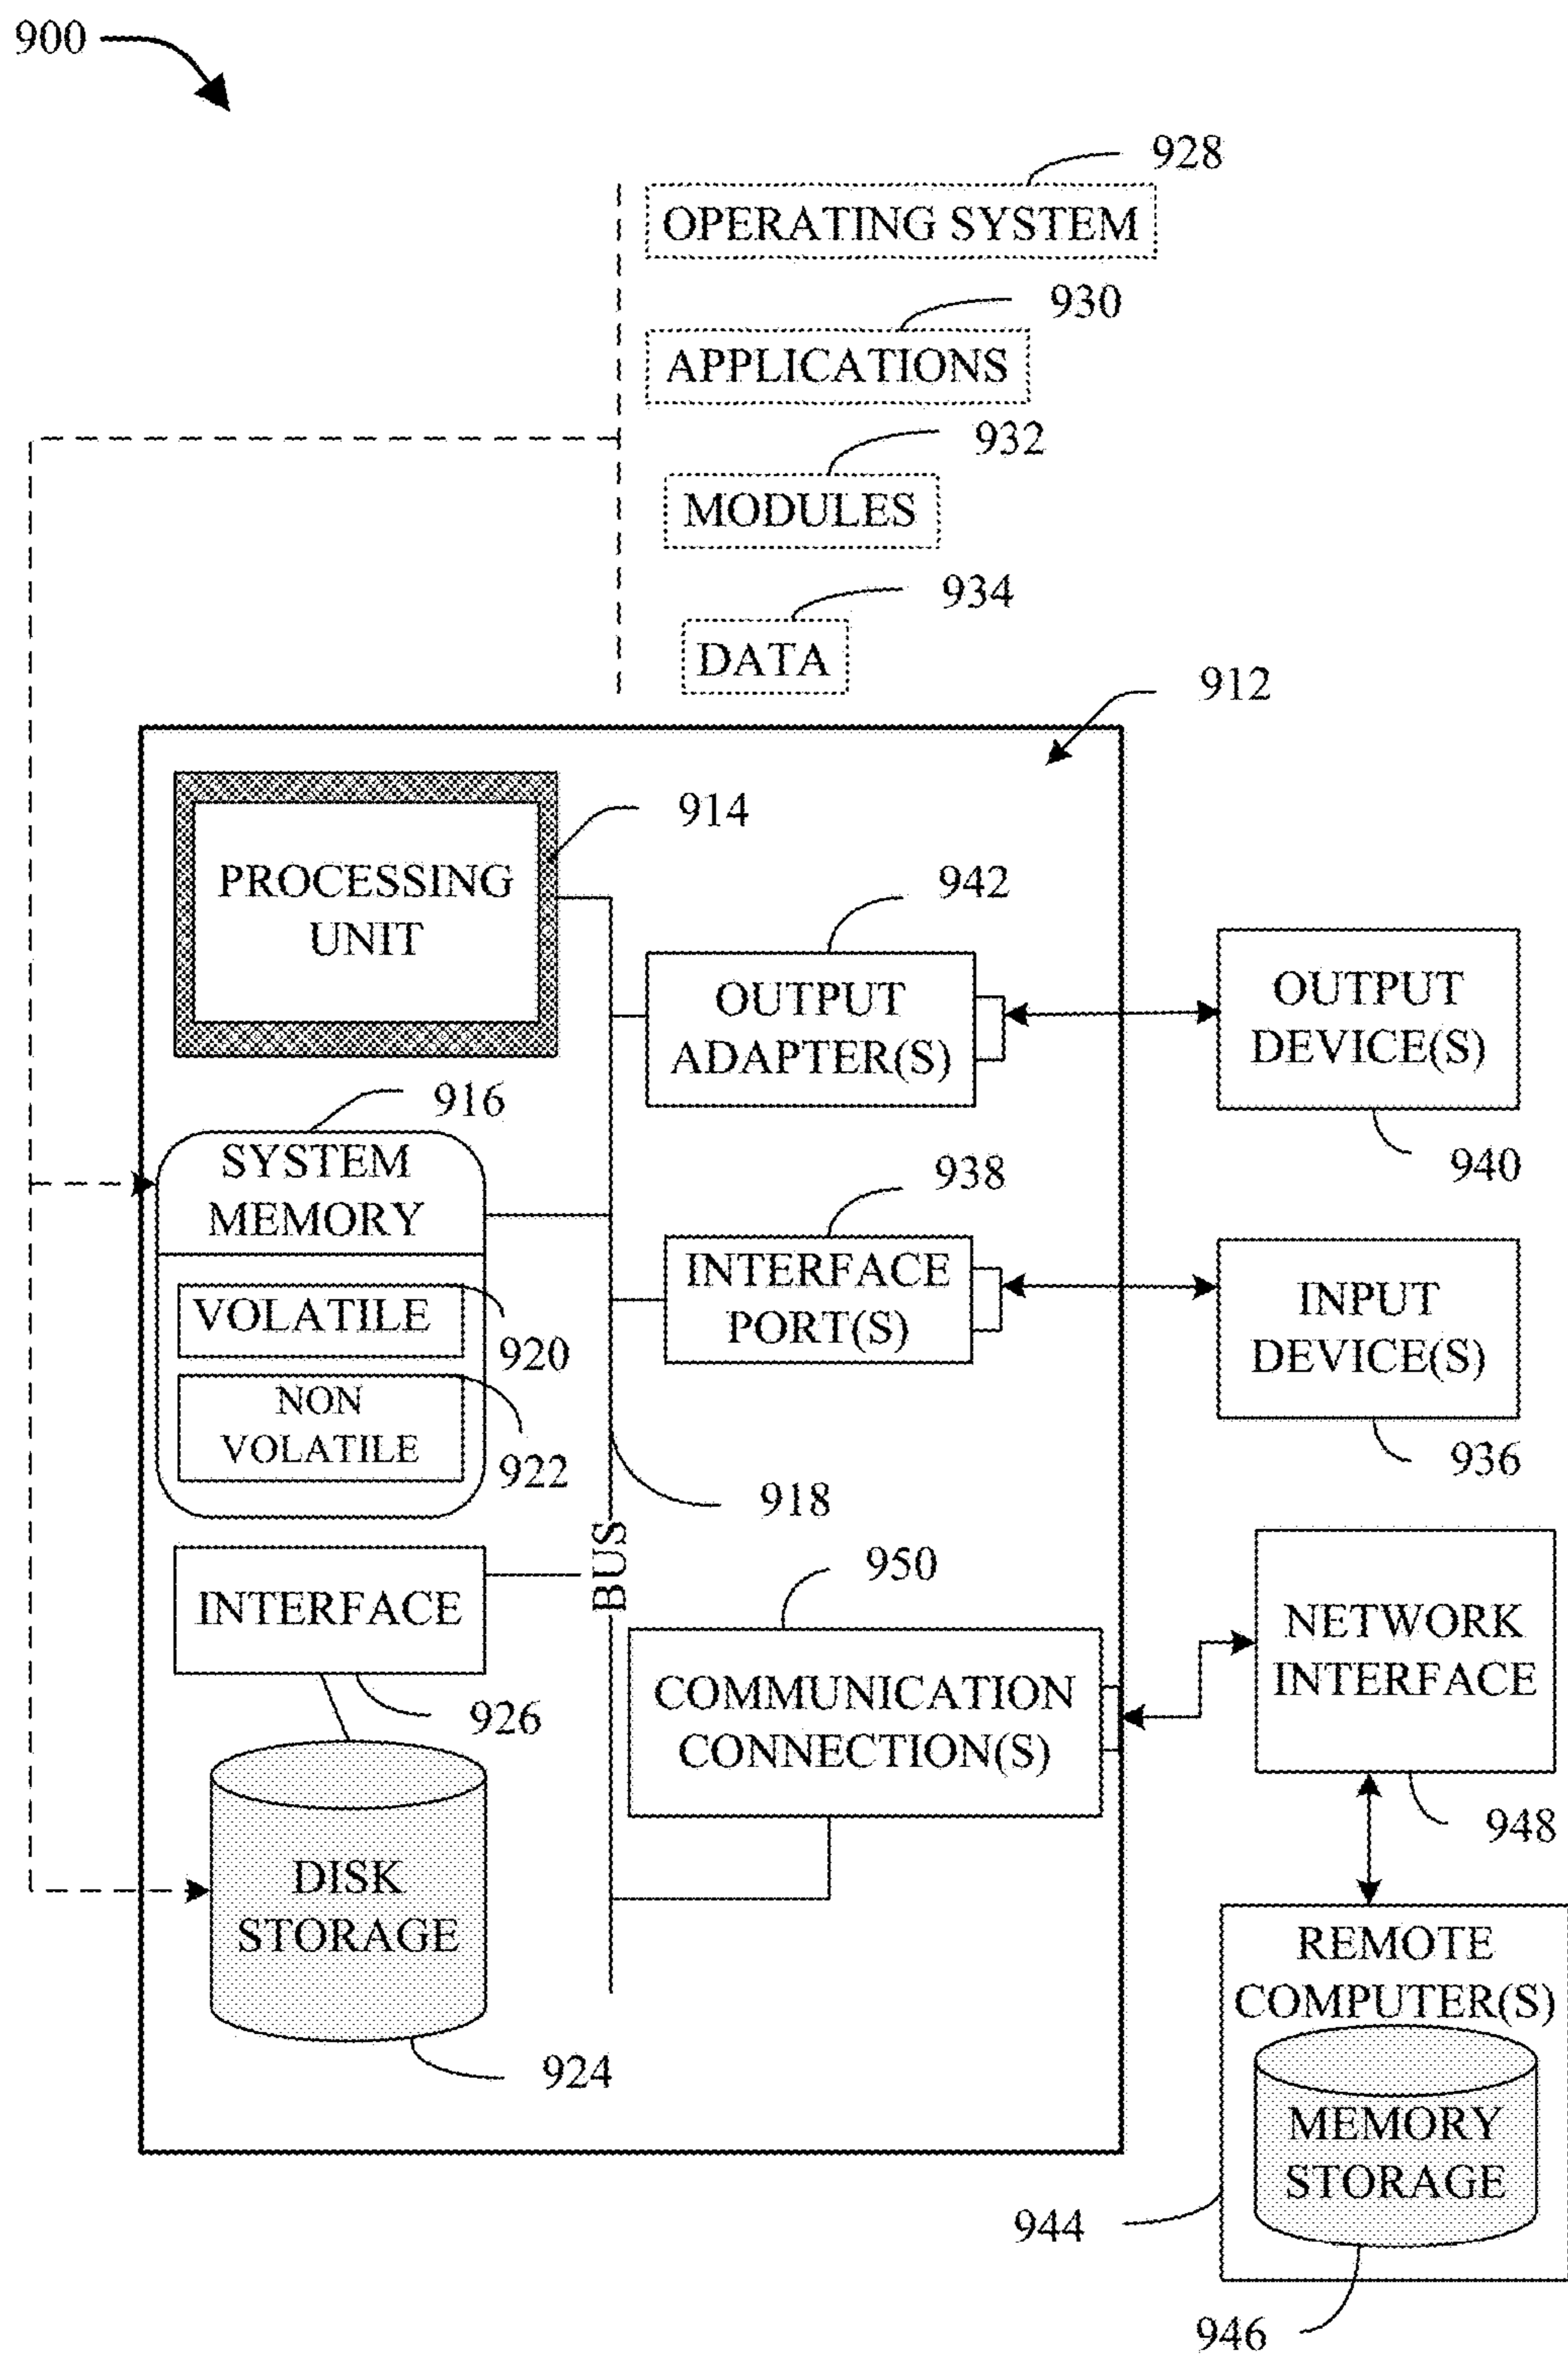 900
928
OPERATING SYSTEM
930
APPLICATIONS
932
MODULES
934
DATA
912
914
PROCESSING
UNIT
942
OUTPUT
ADAPTER(S)
OUTPUT
DEVICE(S)
940
916
SYSTEM
MEMORY
VOLATILE
920
NON
VOLATILE
922
938
INTERFACE
PORT(S)
INPUT
DEVICE(S)
936
918
BUS
INTERFACE
926
950
COMMUNICATION
CONNECTION(S)
NETWORK
INTERFACE
948
DISK
STORAGE
924
REMOTE
COMPUTER(S)
MEMORY
STORAGE
944
946